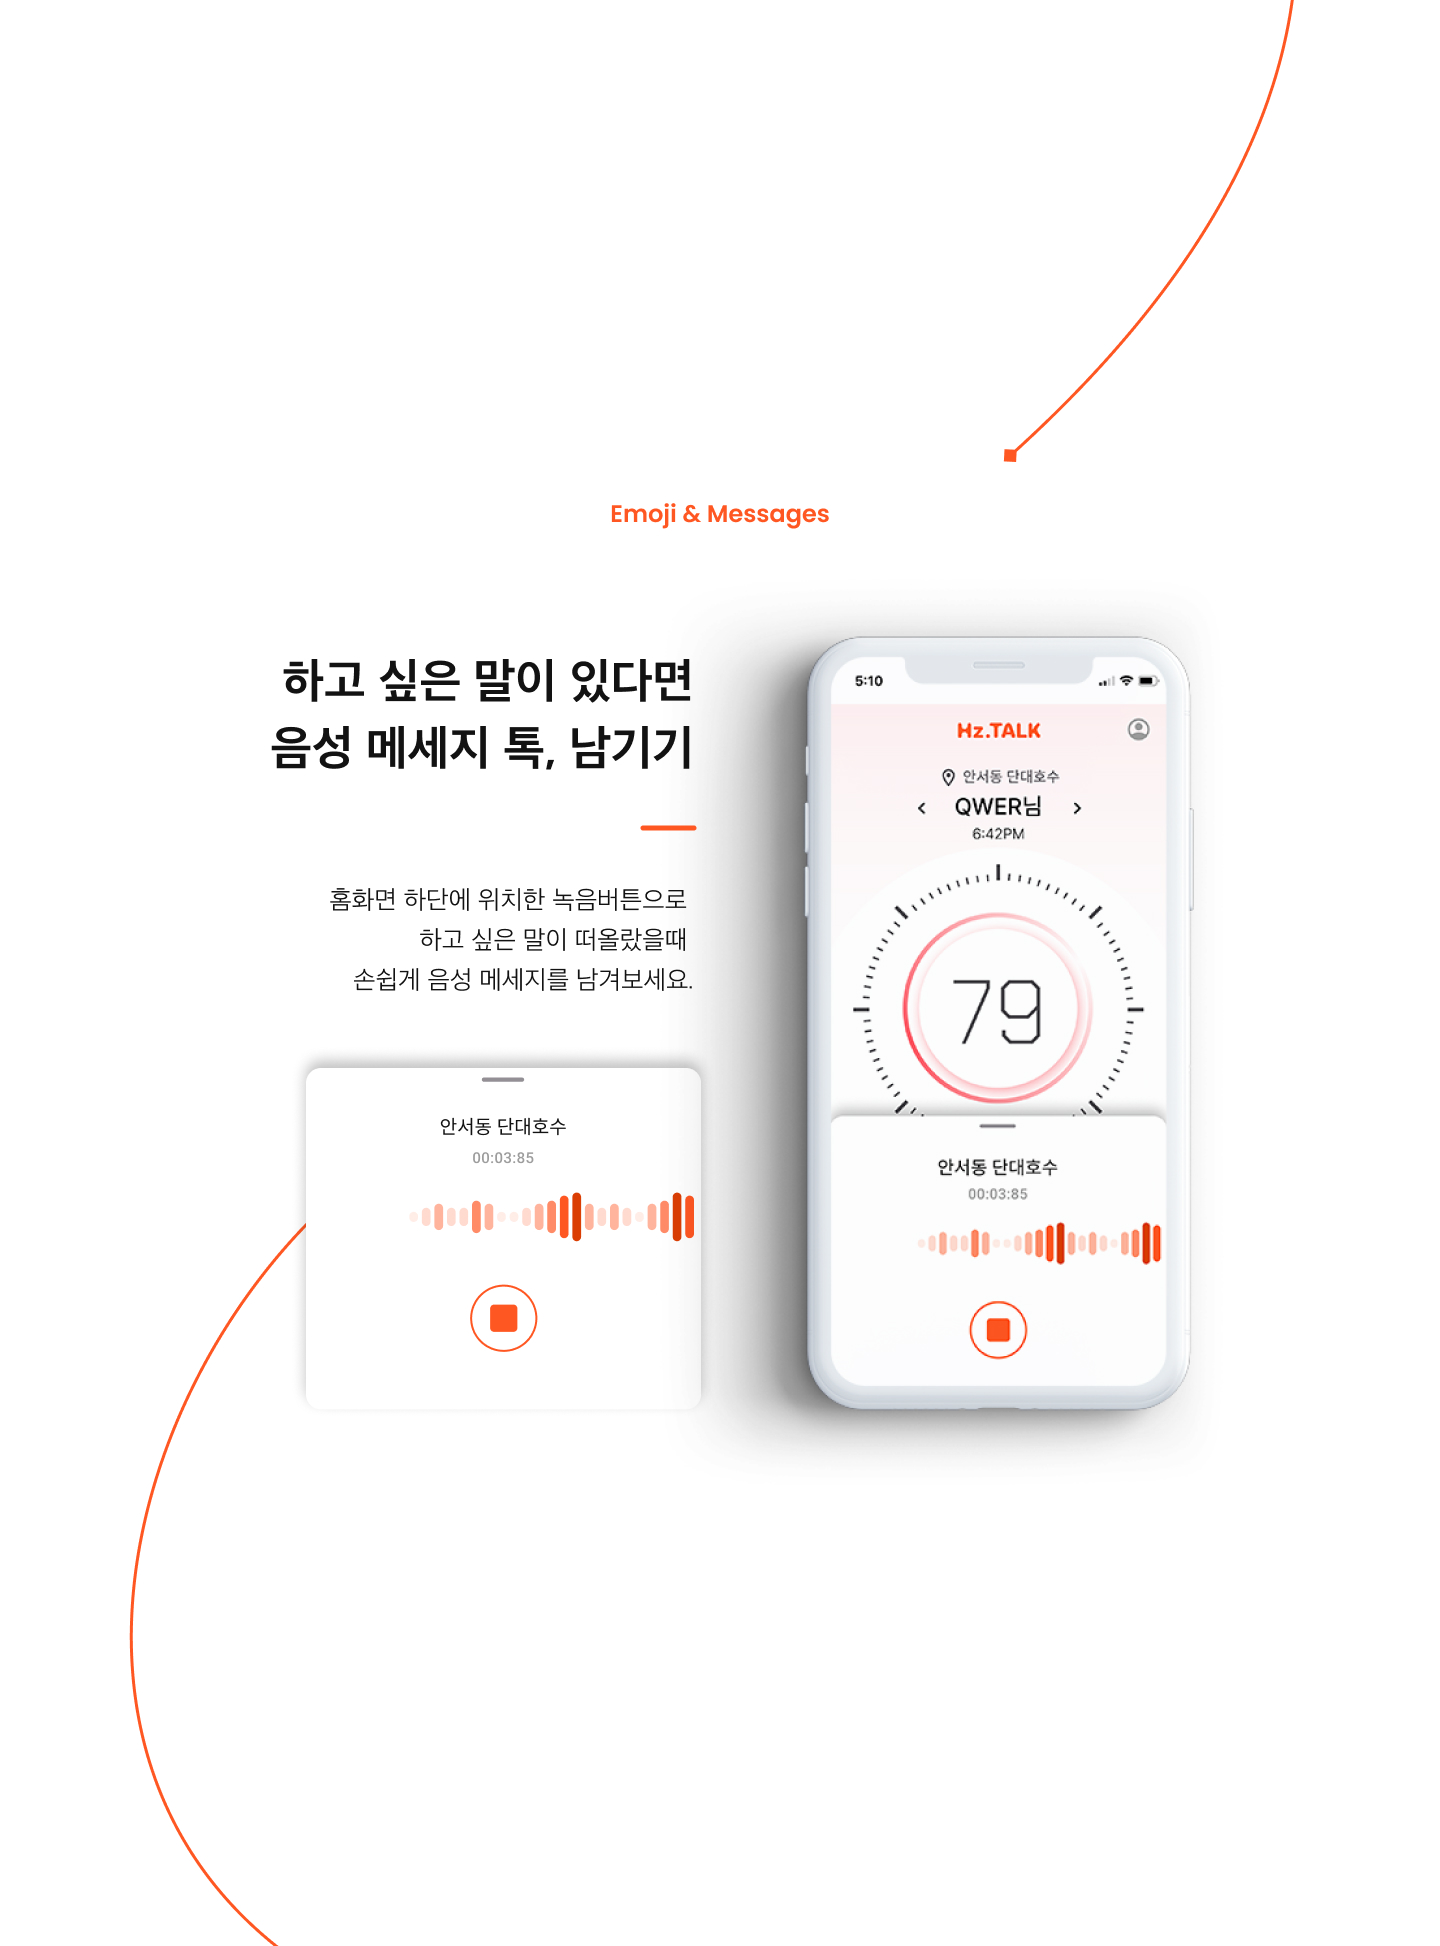 Emoji & Messages
하고 싶은 말이 있다면
음성 메세지 톡, 남기기
홈화면 하단에 위치한 녹음버튼으로
하고 싶은 말이 떠올랐을때
손쉽게 음성 메세지를 남겨보세요.
안서동 단대호수
00:03:85
5:10
Hz.TALK
안서동 단대호수
QWER님
6:42PM
79
안서동 단대호수
00:03:85